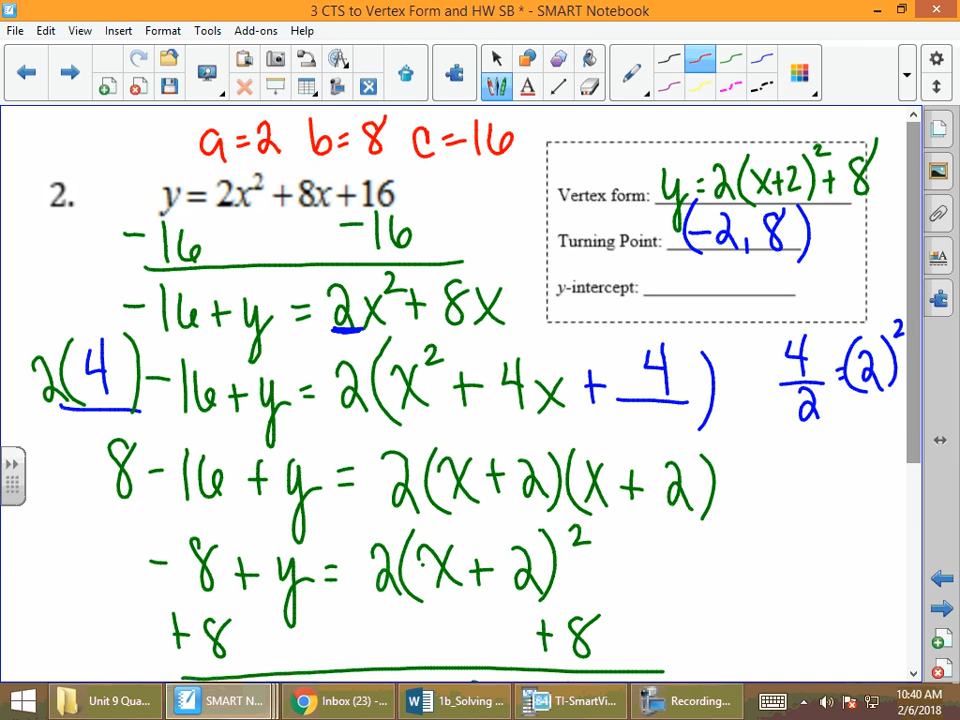 3 CTS to Vertex Form and HW SB * - SMART Notebook
File Edit View Insert Format Tools Add-ons Help
a=2 b=8 c=-16
2. y = 2x² + 8x + 16
Vertex form: y = 2(x+2)² + 8
-16 -16
Turning Point: (-2, 8)
-16 + y = 2x² + 8x
y-intercept: ____________
2(4) - 16 + y = 2(x² + 4x + 4)
4/2 = (2)²
8 - 16 + y = 2(x + 2)(x + 2)
-8 + y = 2(x + 2)²
+8 +8
Unit 9 Qua... SMART No... Inbox (23) -... 1b_Solving ... TI-SmartVi... Recording... 10:40 AM
2/6/2018